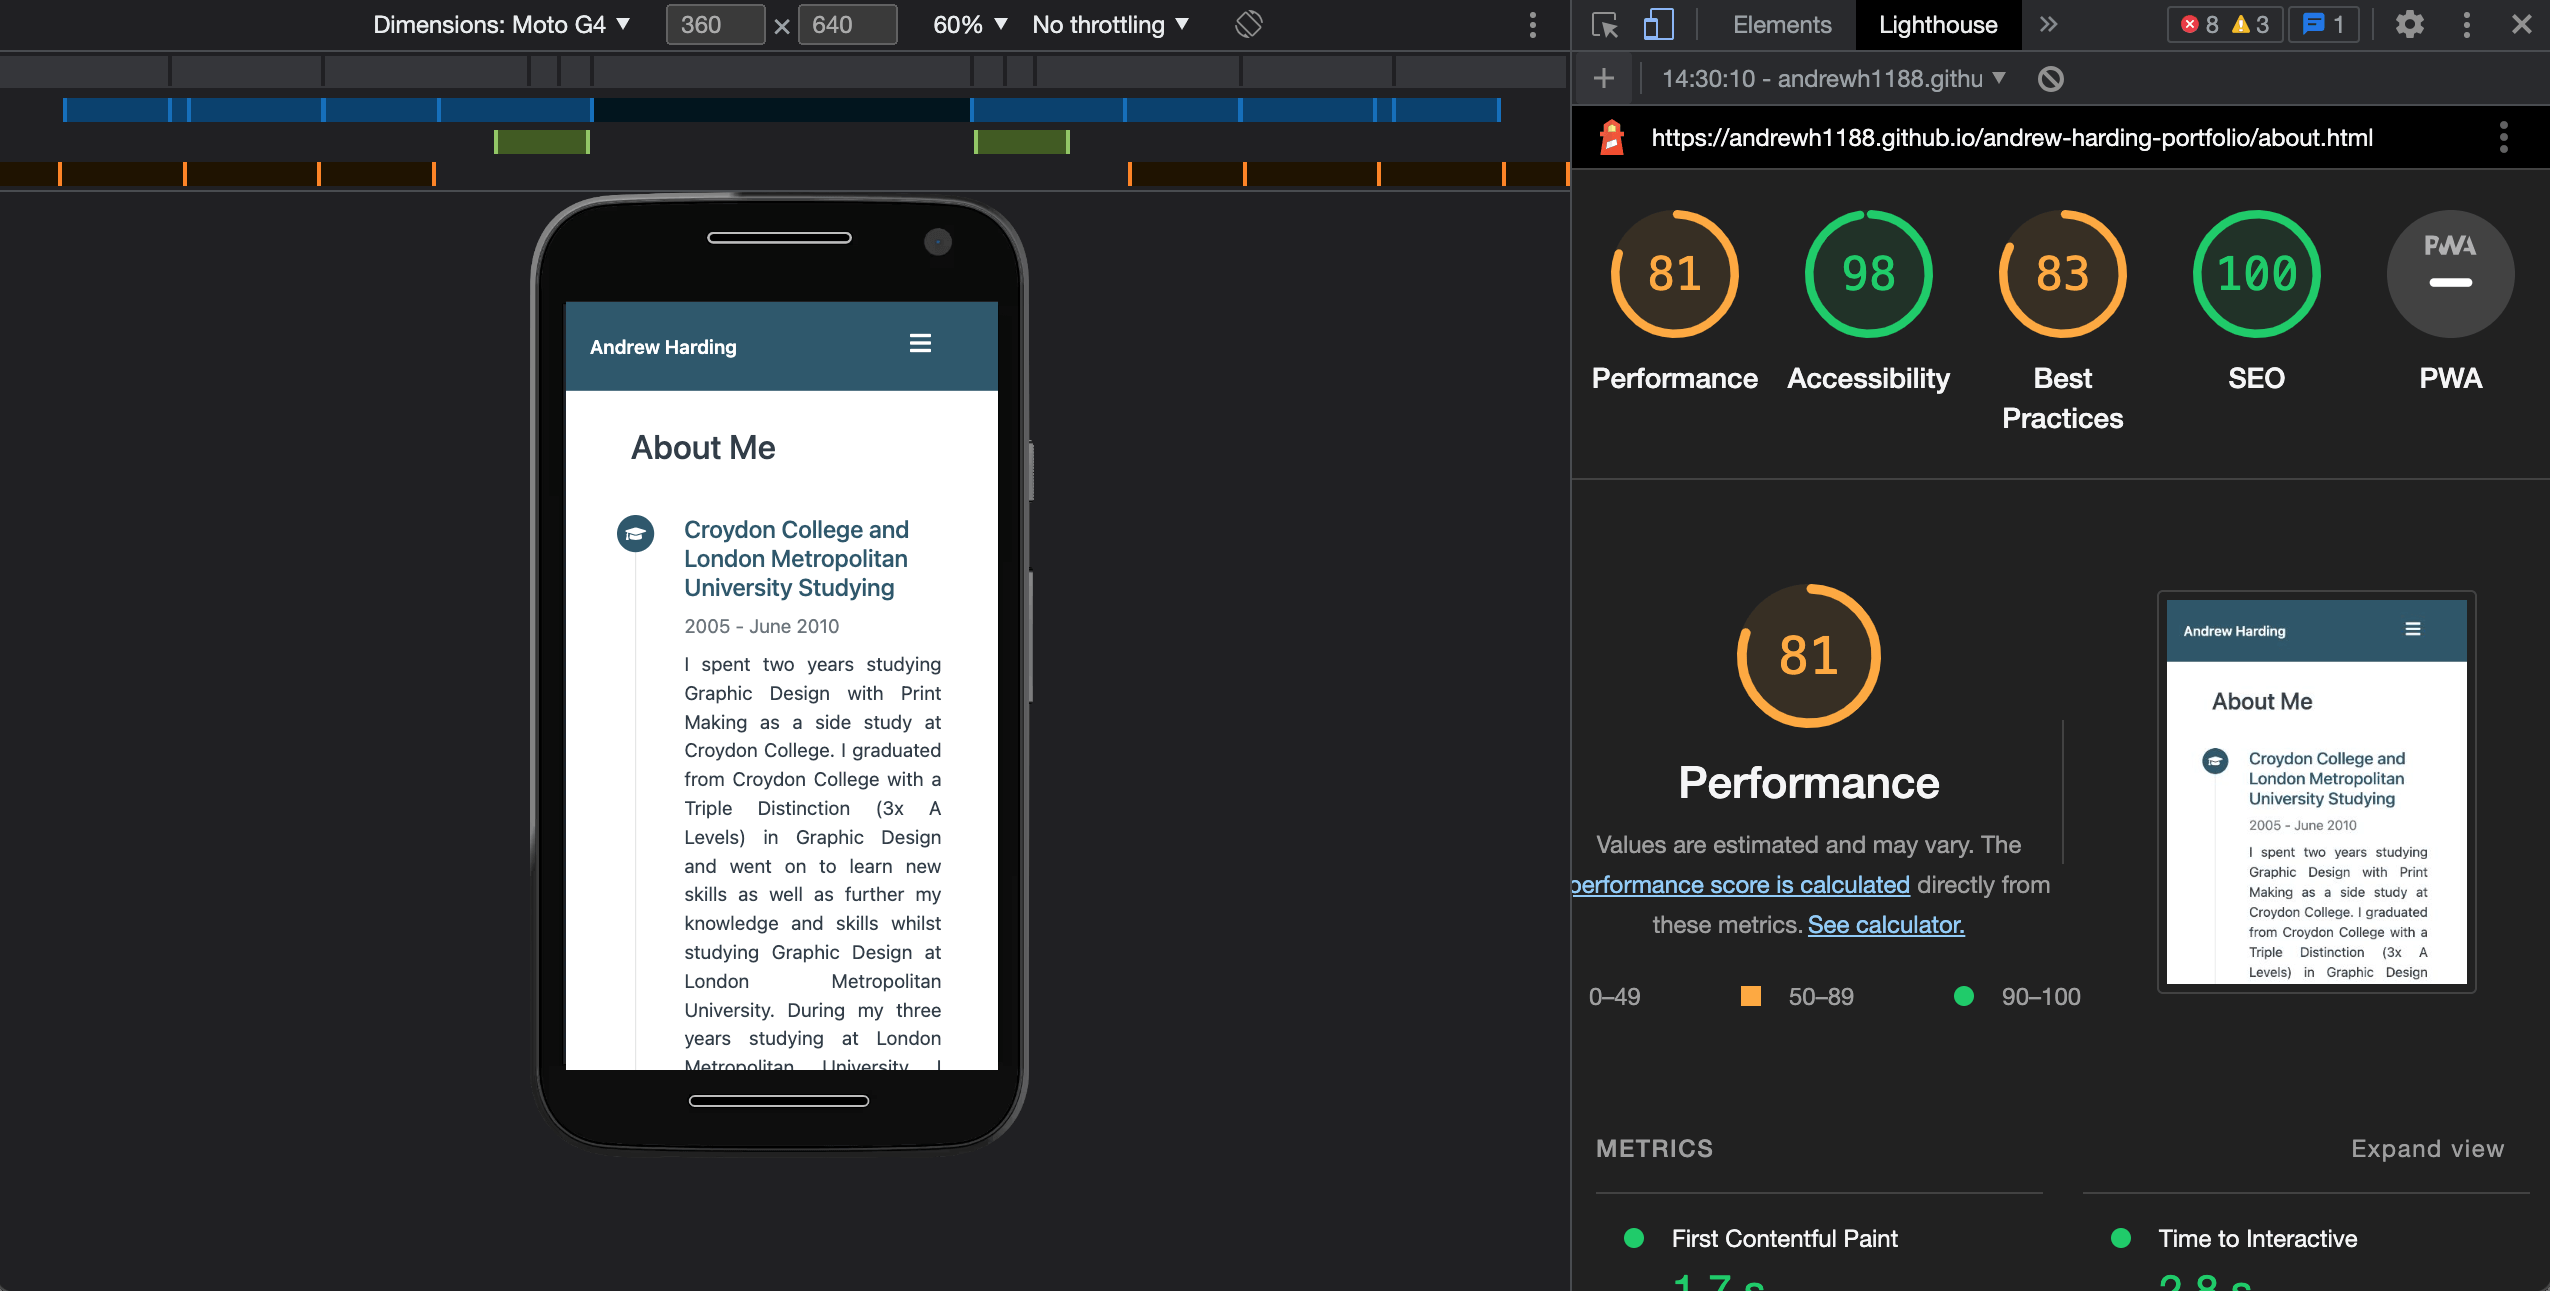 Dimensions: Moto G4 ▼ 360 × 640 60% ▼ No throttling ▼
Elements Lighthouse » 8 3 1
+ 14:30:10 - andrewh1188.githu ▼
https://andrewh1188.github.io/andrew-harding-portfolio/about.html
81 98 83 100 PWA
Performance Accessibility Best Practices SEO PWA
Andrew Harding
About Me
Croydon College and
London Metropolitan
University Studying
2005 - June 2010
I spent two years studying
Graphic Design with Print
Making as a side study at
Croydon College. I graduated
from Croydon College with a
Triple Distinction (3x A
Levels) in Graphic Design
and went on to learn new
skills as well as further my
knowledge and skills whilst
studying Graphic Design at
London Metropolitan
University. During my three
years studying at London
Metropolitan University I
81
Performance
Values are estimated and may vary. The
performance score is calculated directly from
these metrics. See calculator.
0–49 50–89 90–100
Andrew Harding
About Me
Croydon College and
London Metropolitan
University Studying
2005 - June 2010
I spent two years studying
Graphic Design with Print
Making as a side study at
Croydon College. I graduated
from Croydon College with a
Triple Distinction (3x A
Levels) in Graphic Design
METRICS Expand view
First Contentful Paint Time to Interactive
1.7 s 2.8 s